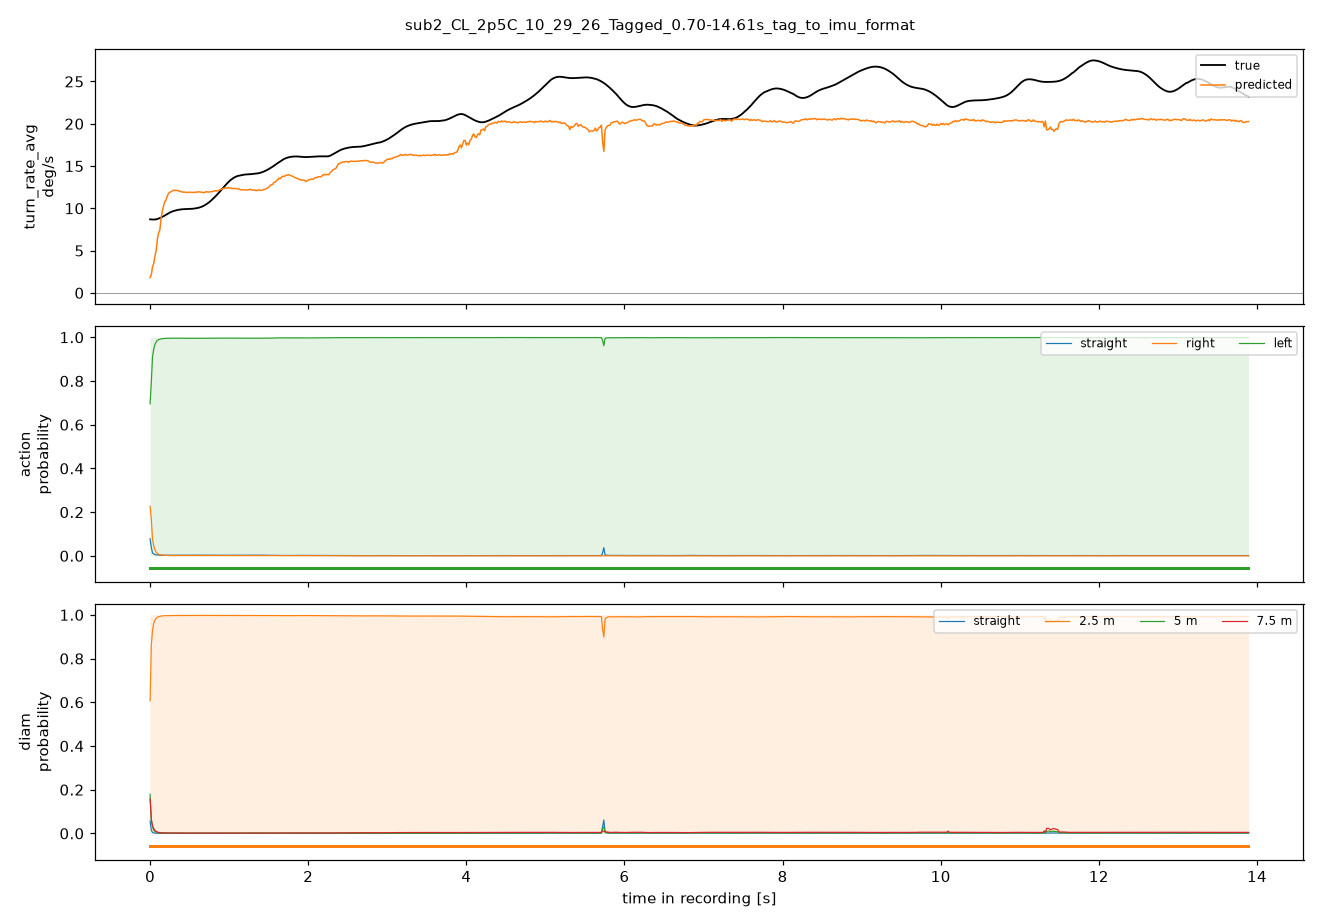 sub2_CL_2p5C_10_29_26_Tagged_0.70-14.61s_tag_to_imu_format
turn_rate_avg
deg/s
25
20
15
10
5
0
true
predicted
action
probability
1.0
0.8
0.6
0.4
0.2
0.0
straight right left
diam
probability
1.0
0.8
0.6
0.4
0.2
0.0
straight 2.5 m 5 m 7.5 m
0 2 4 6 8 10 12 14
time in recording [s]